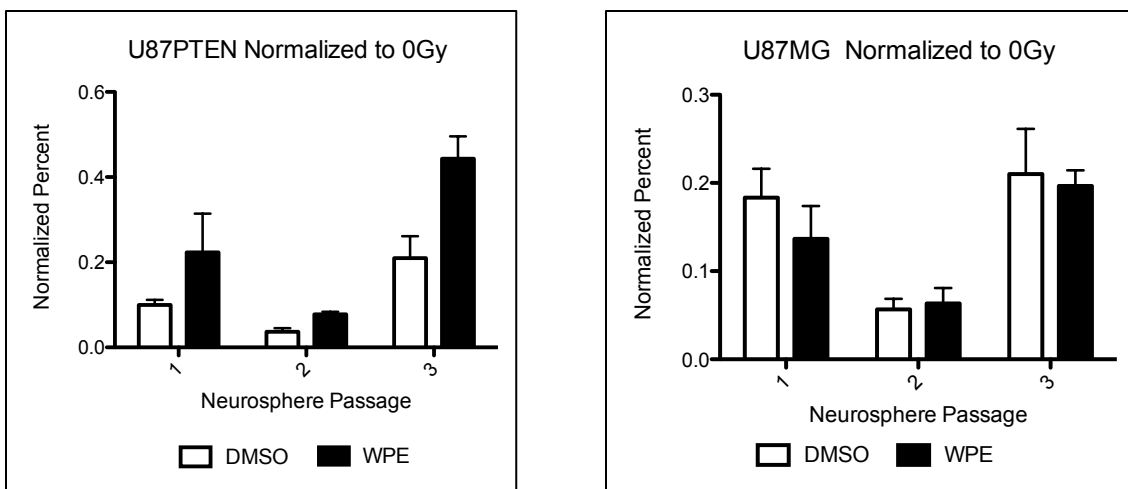 U87PTEN Normalized to 0Gy
Normalized Percent
0.6
0.4
0.2
0.0
1
2
3
Neurosphere Passage
DMSO
WPE
U87MG Normalized to 0Gy
Normalized Percent
0.3
0.2
0.1
0.0
1
2
3
Neurosphere Passage
DMSO
WPE